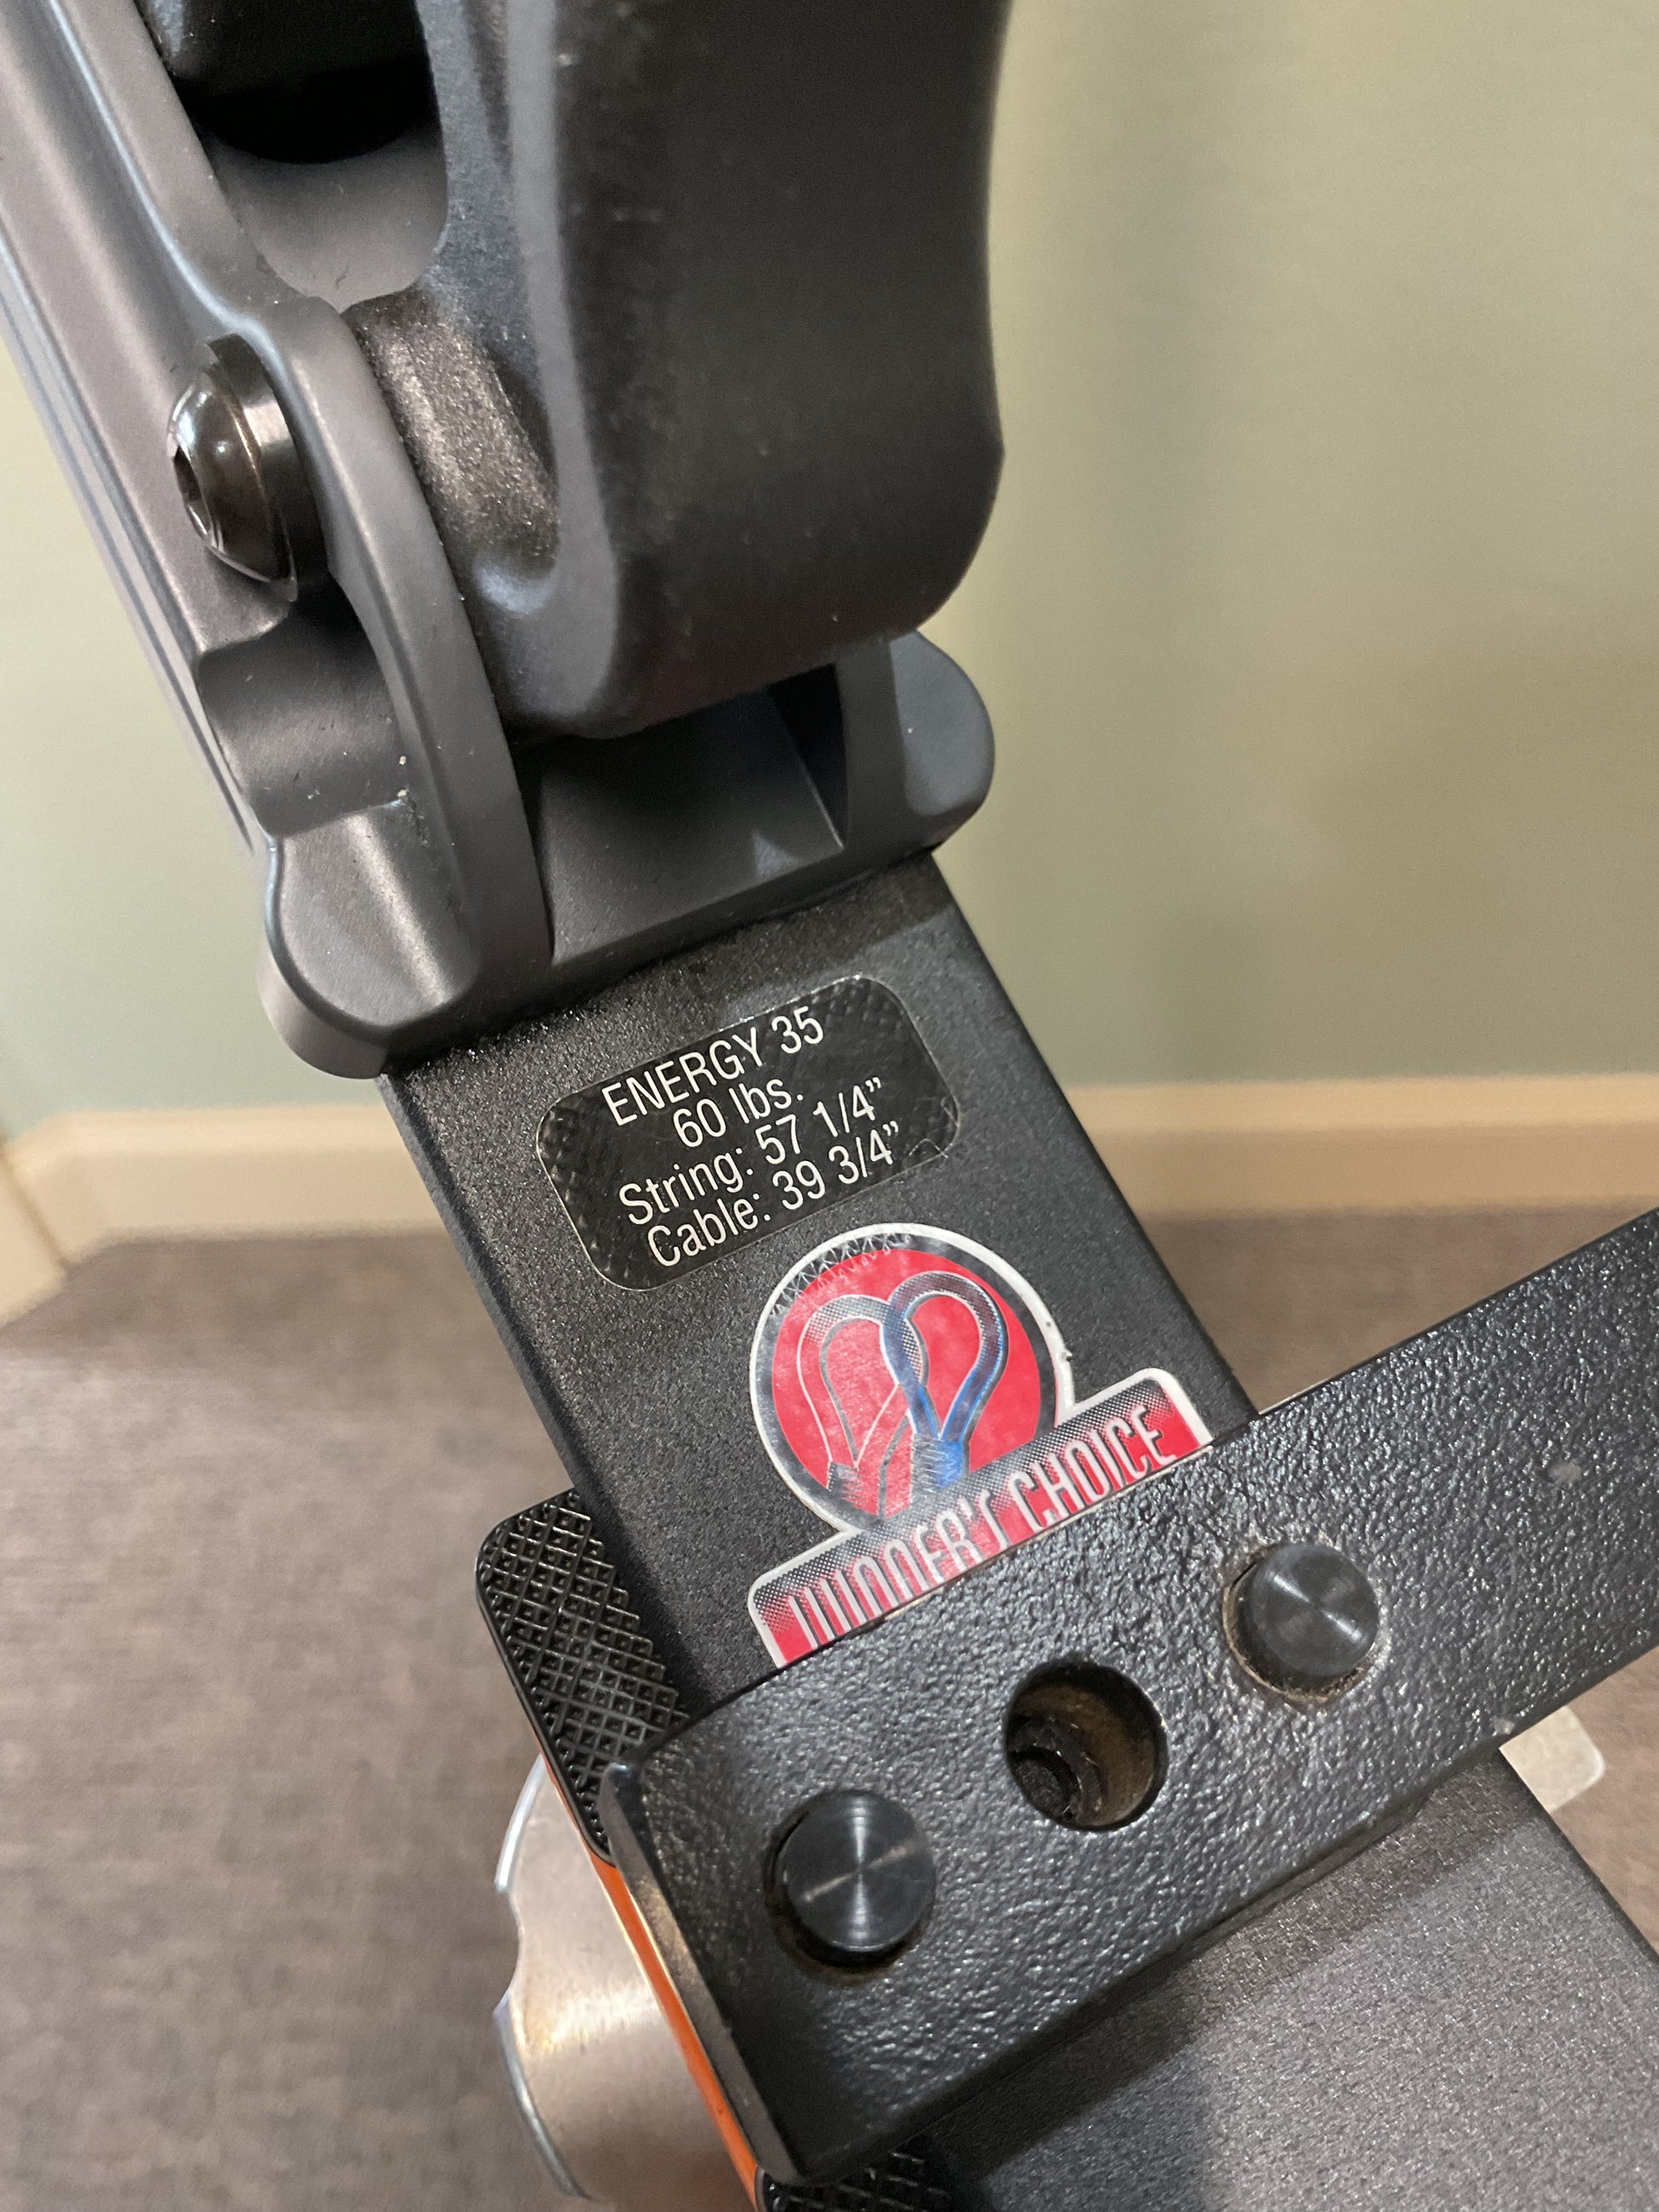 ENERGY 35
60 lbs.
String: 57 1/4”
Cable: 39 3/4”
WINNER'S CHOICE